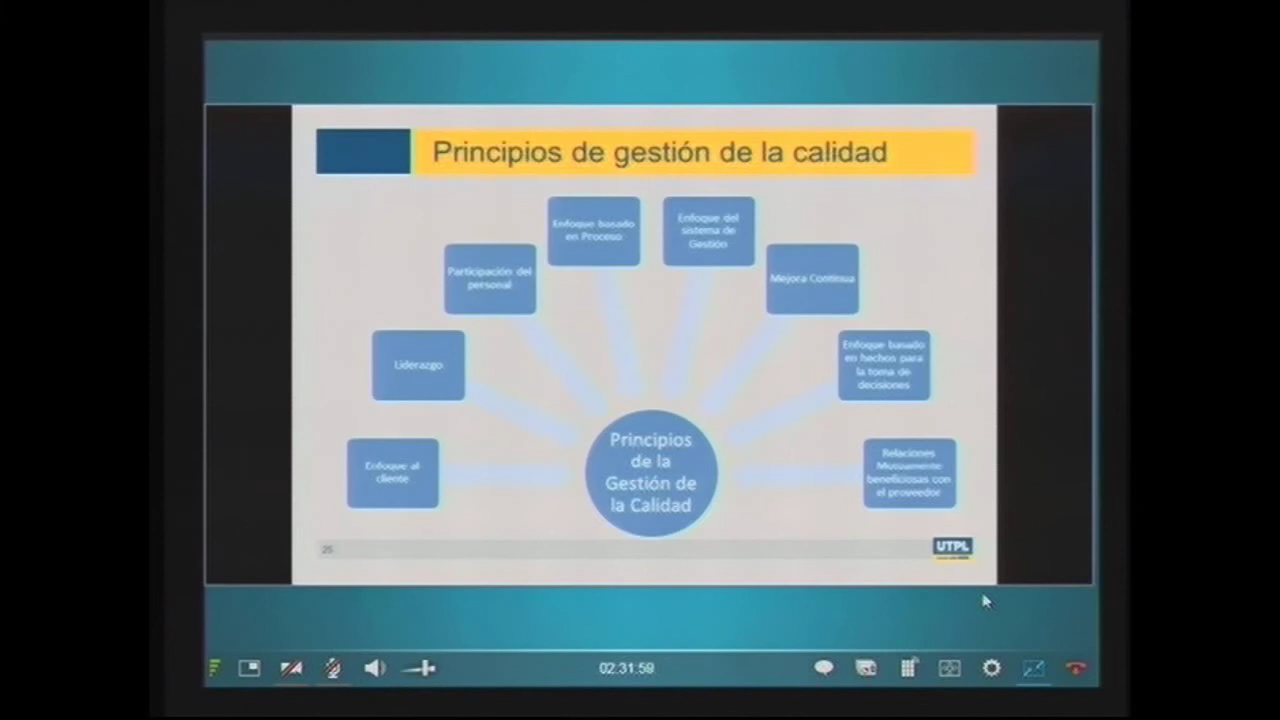 Principios de gestión de la calidad
Enfoque basado
en Proceso
Enfoque del
sistema de
Gestión
Participación del
personal
Mejora Continua
Liderazgo
Enfoque basado
en hechos para
la toma de
decisiones
Enfoque al
cliente
Principios
de la
Gestión de
la Calidad
Relaciones
Mutuamente
beneficiosas con
el proveedor
25
UTPL
02:31:59